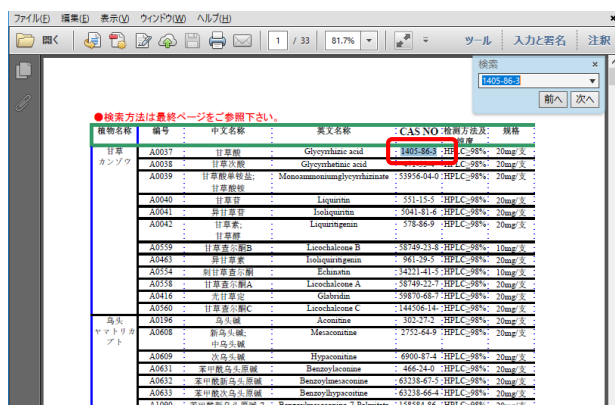 ファイル(F) 編集(E) 表示(V) ウィンドウ(W) ヘルプ(H)
開く 1 / 33 81.7% ツール 入力と署名 注釈
検索
1405-86-3
前へ 次へ
●検索方法は最終ページをご参照下さい。
植物名称 编号 中文名称 英文名称 CAS NO 检测方法及 规格
纯度
甘草 A0037 甘草酸 Glycyrrhizic acid 1405-86-3 HPLC≥98% 20mg/支
カンゾウ A0038 甘草次酸 Glycyrrhetinic acid HPLC≥98% 20mg/支
A0039 甘草酸单铵盐; Monoammoniumglycyrrhizinate 53956-04-0 HPLC≥98% 20mg/支
甘草酸铵
A0040 甘草苷 Liquiritin 551-15-5 HPLC≥98% 20mg/支
A0041 异甘草苷 Isoliquiritin 5041-81-6 HPLC≥98% 20mg/支
A0042 甘草素; Liquiritigenin 578-86-9 HPLC≥98% 20mg/支
甘草醇
A0559 甘草查尔酮B Licochalcone B 58749-23-8 HPLC≥98% 10mg/支
A0463 异甘草素 Isoliquiritigenin 961-29-5 HPLC≥98% 20mg/支
A0554 刺甘草查尔酮 Echinatin 34221-41-5 HPLC≥98% 10mg/支
A0558 甘草查尔酮A Licochalcone A 58749-22-7 HPLC≥98% 20mg/支
A0416 光甘草定 Glabridin 59870-68-7 HPLC≥98% 20mg/支
A0560 甘草查尔酮C Licochalcone C 144506-14- HPLC≥98% 20mg/支
乌头 A0196 乌头碱 Aconitine 302-27-2 HPLC≥98% 20mg/支
ヤマトリカ A0608 新乌头碱; Mesaconitine 2752-64-9 HPLC≥98% 20mg/支
プト 中乌头碱
A0609 次乌头碱 Hypaconitine 6900-87-4 HPLC≥98% 20mg/支
A0631 苯甲酰乌头原碱 Benzoylaconine 466-24-0 HPLC≥98% 20mg/支
A0632 苯甲酰新乌头原碱 Benzoylmesaconine 63238-67-5 HPLC≥98% 20mg/支
A0633 苯甲酰次乌头原碱 Benzoylhypacoitine 63238-66-4 HPLC≥98% 20mg/支